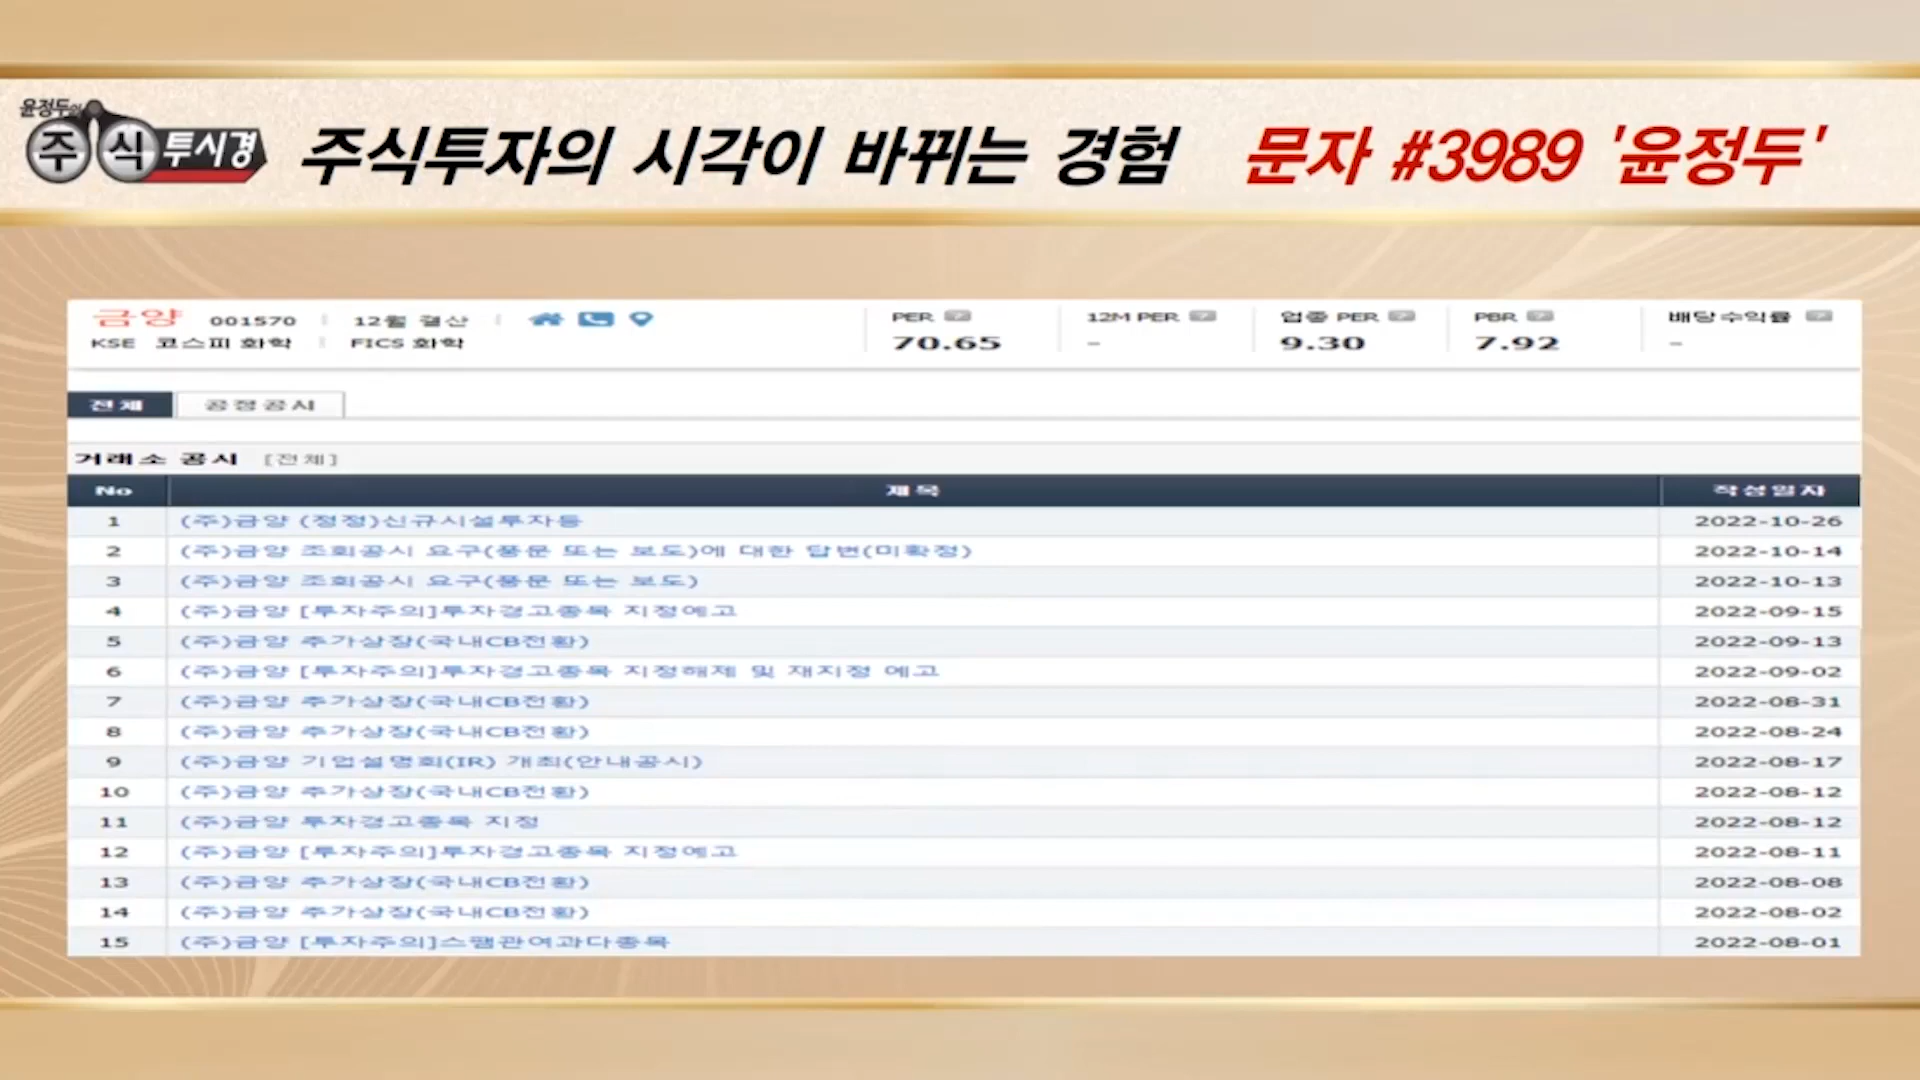 윤정두의
주식투시경
주식투자의 시각이 바뀌는 경험 문자 #3989 '윤정두'
금양 001570 12월 결산
KSE 코스피 화학 FICS 화학
PER 12M PER 업종 PER PBR 배당수익률
70.65 - 9.30 7.92 -
전체 공정공시
거래소 공시 [전체]
No 제목 작성일자
1 (주)금양 (정정)신규시설투자등 2022-10-26
2 (주)금양 조회공시 요구(풍문 또는 보도)에 대한 답변(미확정) 2022-10-14
3 (주)금양 조회공시 요구(풍문 또는 보도) 2022-10-13
4 (주)금양 [투자주의]투자경고종목 지정예고 2022-09-15
5 (주)금양 추가상장(국내CB전환) 2022-09-13
6 (주)금양 [투자주의]투자경고종목 지정해제 및 재지정 예고 2022-09-02
7 (주)금양 추가상장(국내CB전환) 2022-08-31
8 (주)금양 추가상장(국내CB전환) 2022-08-24
9 (주)금양 기업설명회(IR) 개최(안내공시) 2022-08-17
10 (주)금양 추가상장(국내CB전환) 2022-08-12
11 (주)금양 투자경고종목 지정 2022-08-12
12 (주)금양 [투자주의]투자경고종목 지정예고 2022-08-11
13 (주)금양 추가상장(국내CB전환) 2022-08-08
14 (주)금양 추가상장(국내CB전환) 2022-08-02
15 (주)금양 [투자주의]스팸관여과다종목 2022-08-01